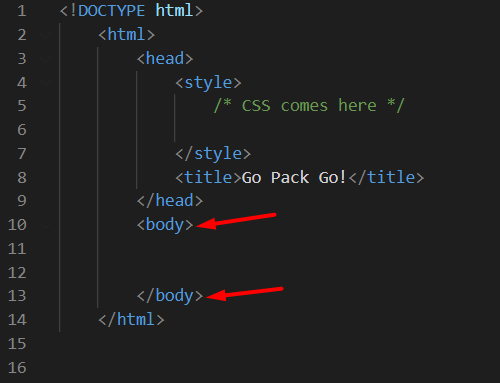 1 <!DOCTYPE html>
2 <html>
3 <head>
4 <style>
5 /* CSS comes here */
6
7 </style>
8 <title>Go Pack Go!</title>
9 </head>
10 <body>
11
12
13 </body>
14 </html>
15
16